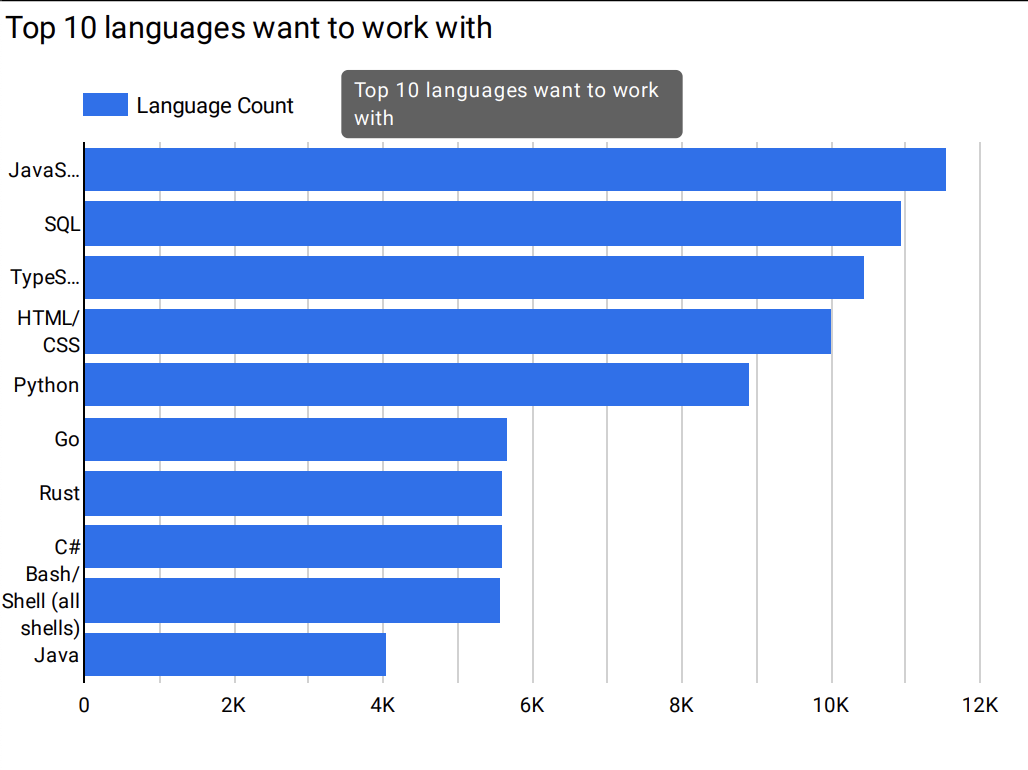 Top 10 languages want to work with
Top 10 languages want to work
with
Language Count
JavaS...
SQL
TypeS...
HTML/
CSS
Python
Go
Rust
C#
Bash/
Shell (all
shells)
Java
0 2K 4K 6K 8K 10K 12K